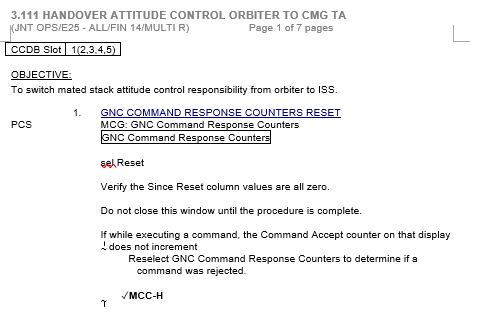 3.111 HANDOVER ATTITUDE CONTROL ORBITER TO CMG TA
(JNT OPS/E25 - ALL/FIN 14/MULTI R) Page 1 of 7 pages
CCDB Slot 1(2,3,4,5)
OBJECTIVE:
To switch mated stack attitude control responsibility from orbiter to ISS.
1. GNC COMMAND RESPONSE COUNTERS RESET
PCS MCG: GNC Command Response Counters
GNC Command Response Counters
sel Reset
Verify the Since Reset column values are all zero.
Do not close this window until the procedure is complete.
If while executing a command, the Command Accept counter on that display
does not increment
Reselect GNC Command Response Counters to determine if a
command was rejected.
√MCC-H